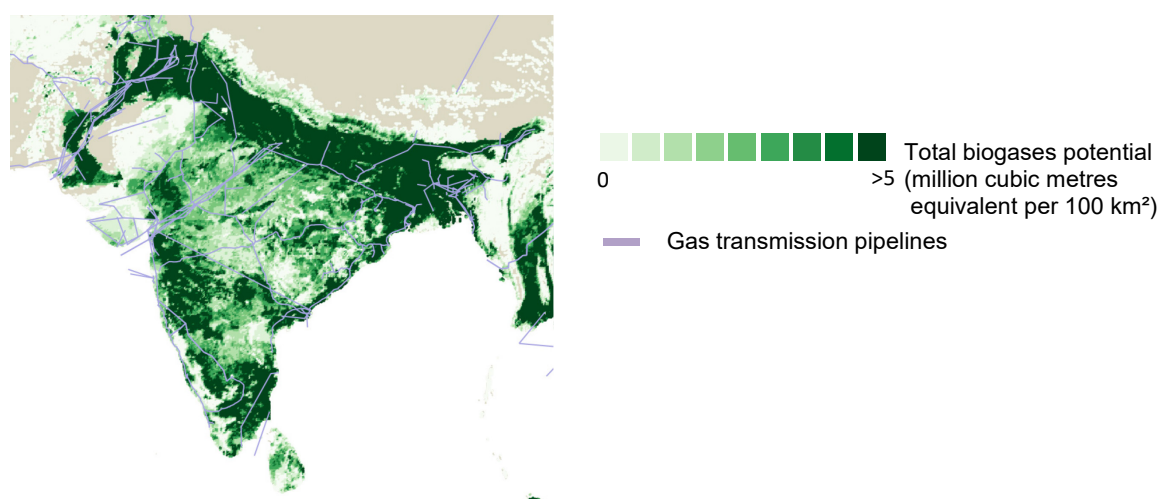 Total biogases potential
0
>5
(million cubic metres
equivalent per 100 km²)
Gas transmission pipelines